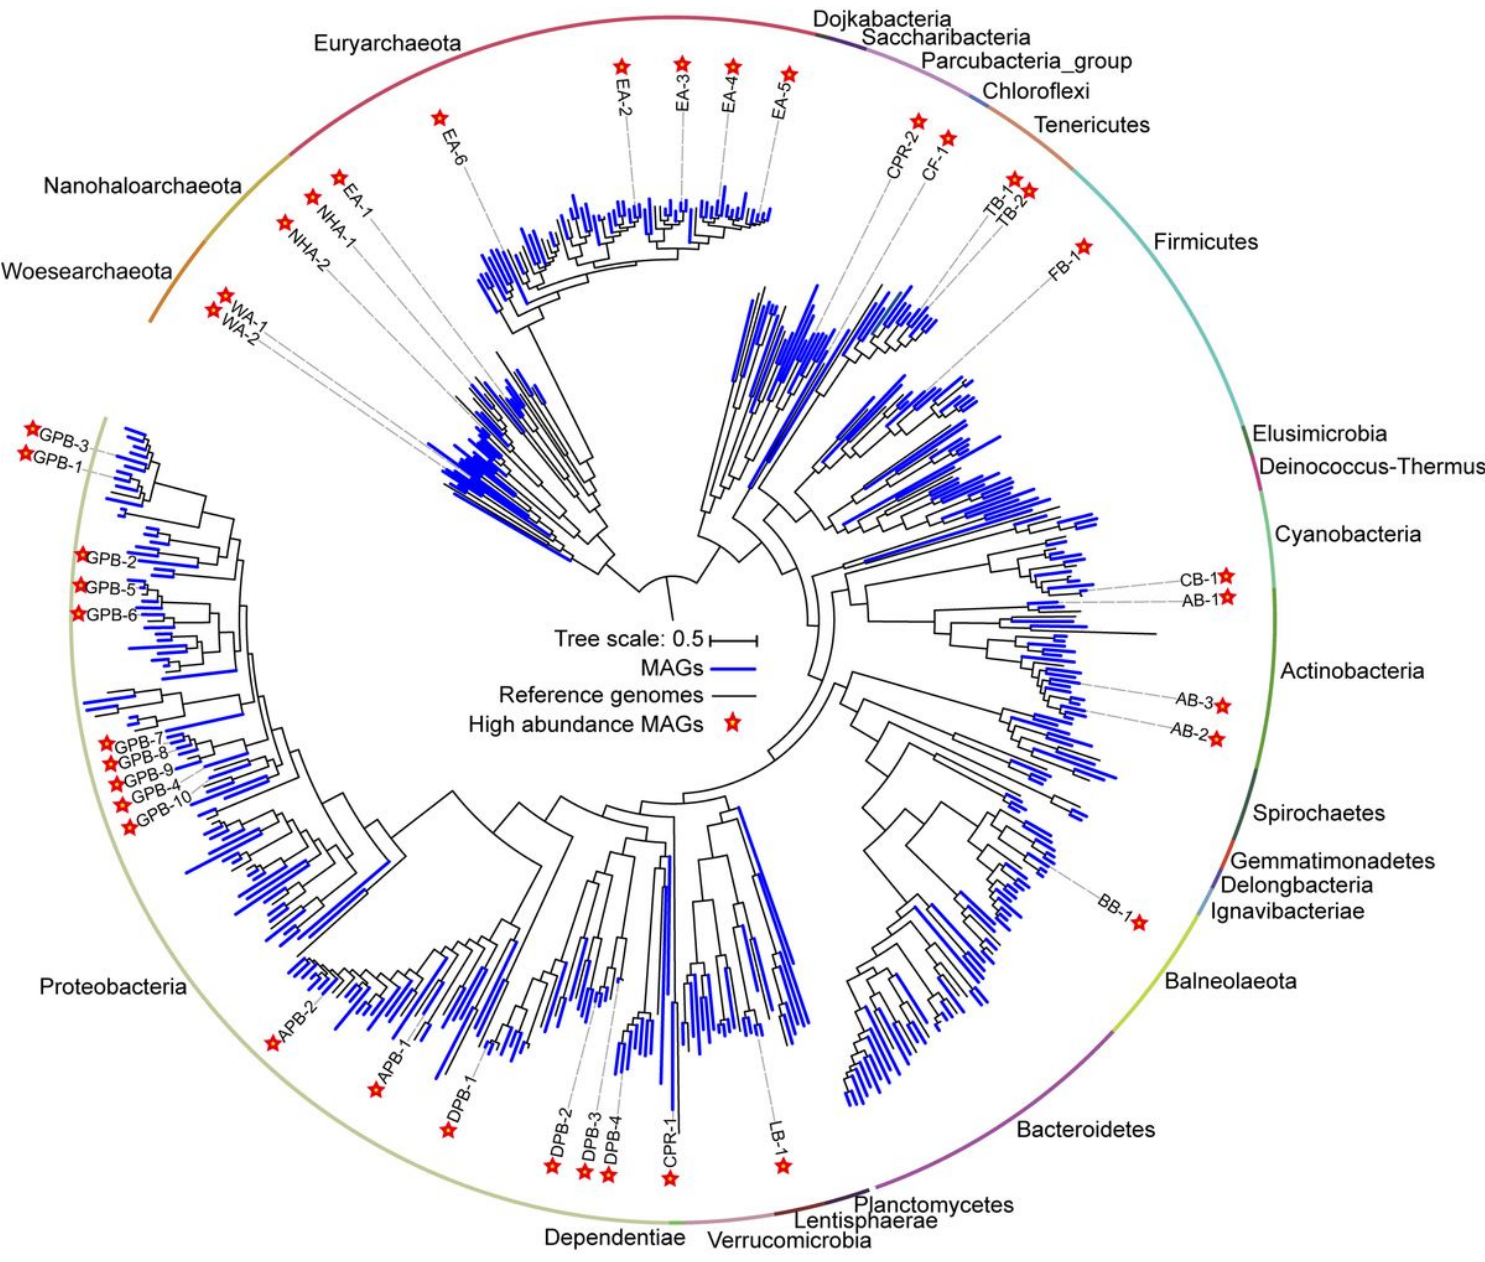 Dojkabacteria
Saccharibacteria
Euryarchaeota
Parcubacteria_group
Chloroflexi
Tenericutes
EA-2
EA-3
EA-4
EA-5
EA-6
CPR-2
CF-1
Nanohaloarchaeota
EA-1
NHA-1
NHA-2
TB-1
TB-2
Firmicutes
FB-1
Woesearchaeota
WA-1
WA-2
GPB-3
GPB-1
Elusimicrobia
Deinococcus-Thermus
Cyanobacteria
GPB-2
GPB-5
GPB-6
CB-1
AB-1
Tree scale: 0.5
MAGs
Reference genomes
High abundance MAGs
Actinobacteria
AB-3
AB-2
GPB-7
GPB-8
GPB-9
GPB-4
GPB-10
Spirochaetes
Gemmatimonadetes
Delongbacteria
Ignavibacteriae
BB-1
Balneolaeota
Proteobacteria
APB-2
APB-1
DPB-1
DPB-2
DPB-3
DPB-4
CPR-1
LB-1
Bacteroidetes
Planctomycetes
Lentisphaerae
Dependentiae
Verrucomicrobia